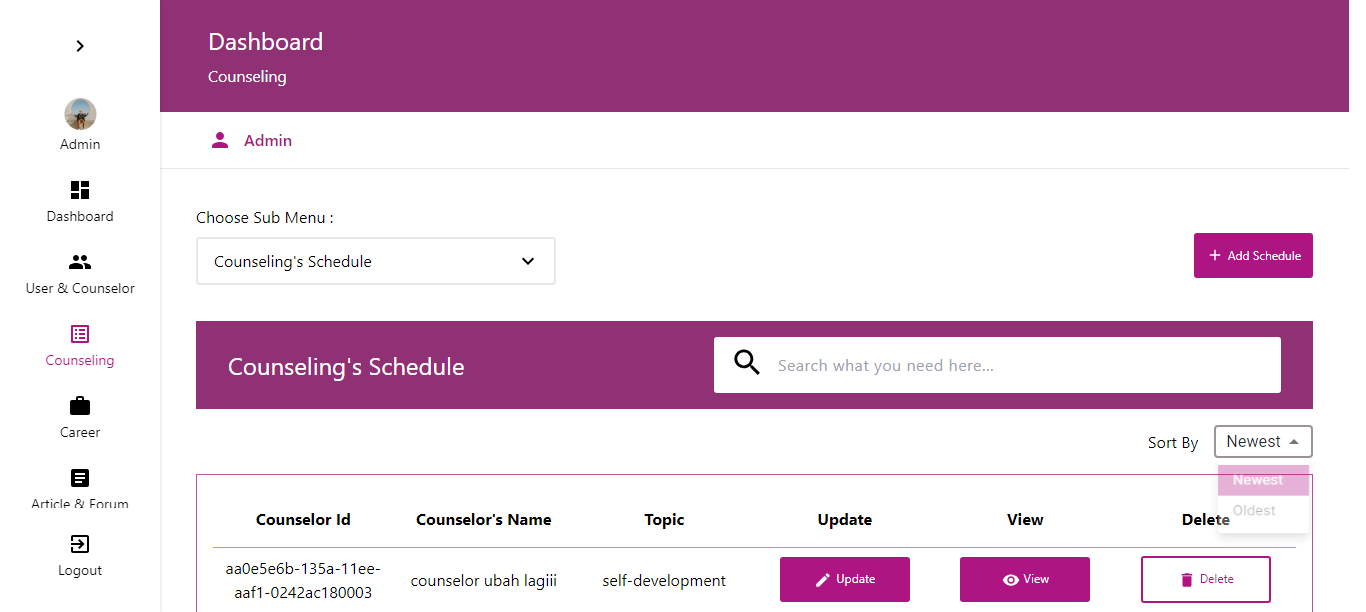 Dashboard
Counseling
Admin
Admin
Dashboard
User & Counselor
Counseling
Career
Article & Forum
Logout
Choose Sub Menu :
Counseling's Schedule
Add Schedule
Counseling's Schedule
Search what you need here...
Sort By
Newest
Newest
Oldest
Counselor Id Counselor's Name Topic Update View Delete
aa0e5e6b-135a-11ee-
aaf1-0242ac180003
counselor ubah lagiii self-development Update View Delete